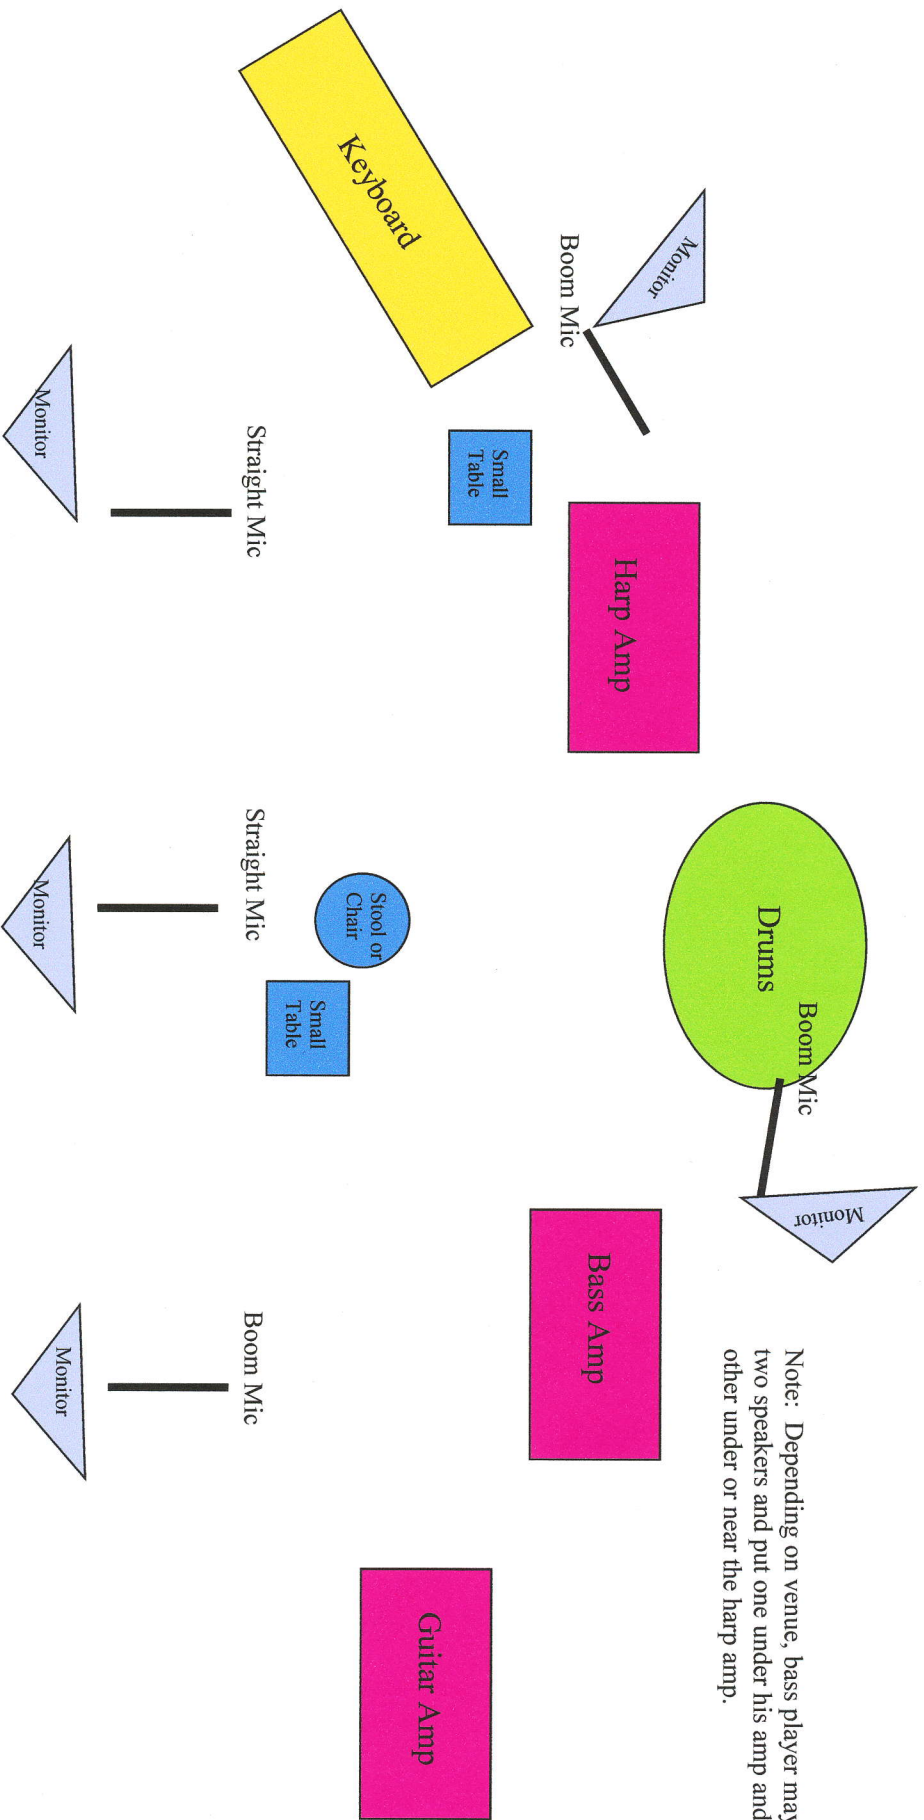 Boom Mic
Monitor
Note: Depending on venue, bass player may
two speakers and put one under his amp and
other under or near the harp amp.
Drums
Monitor
Boom Mic
Harp Amp
Bass Amp
Small
Table
Guitar Amp
Keyboard
Stool or
Chair
Small
Table
Straight Mic
Straight Mic
Boom Mic
Monitor
Monitor
Monitor